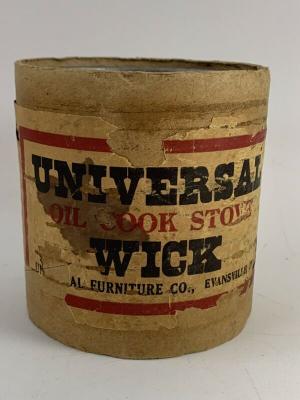 UNIVERSAL
OIL COOK STOVE
WICK
AL FURNITURE CO., EVANSVILLE